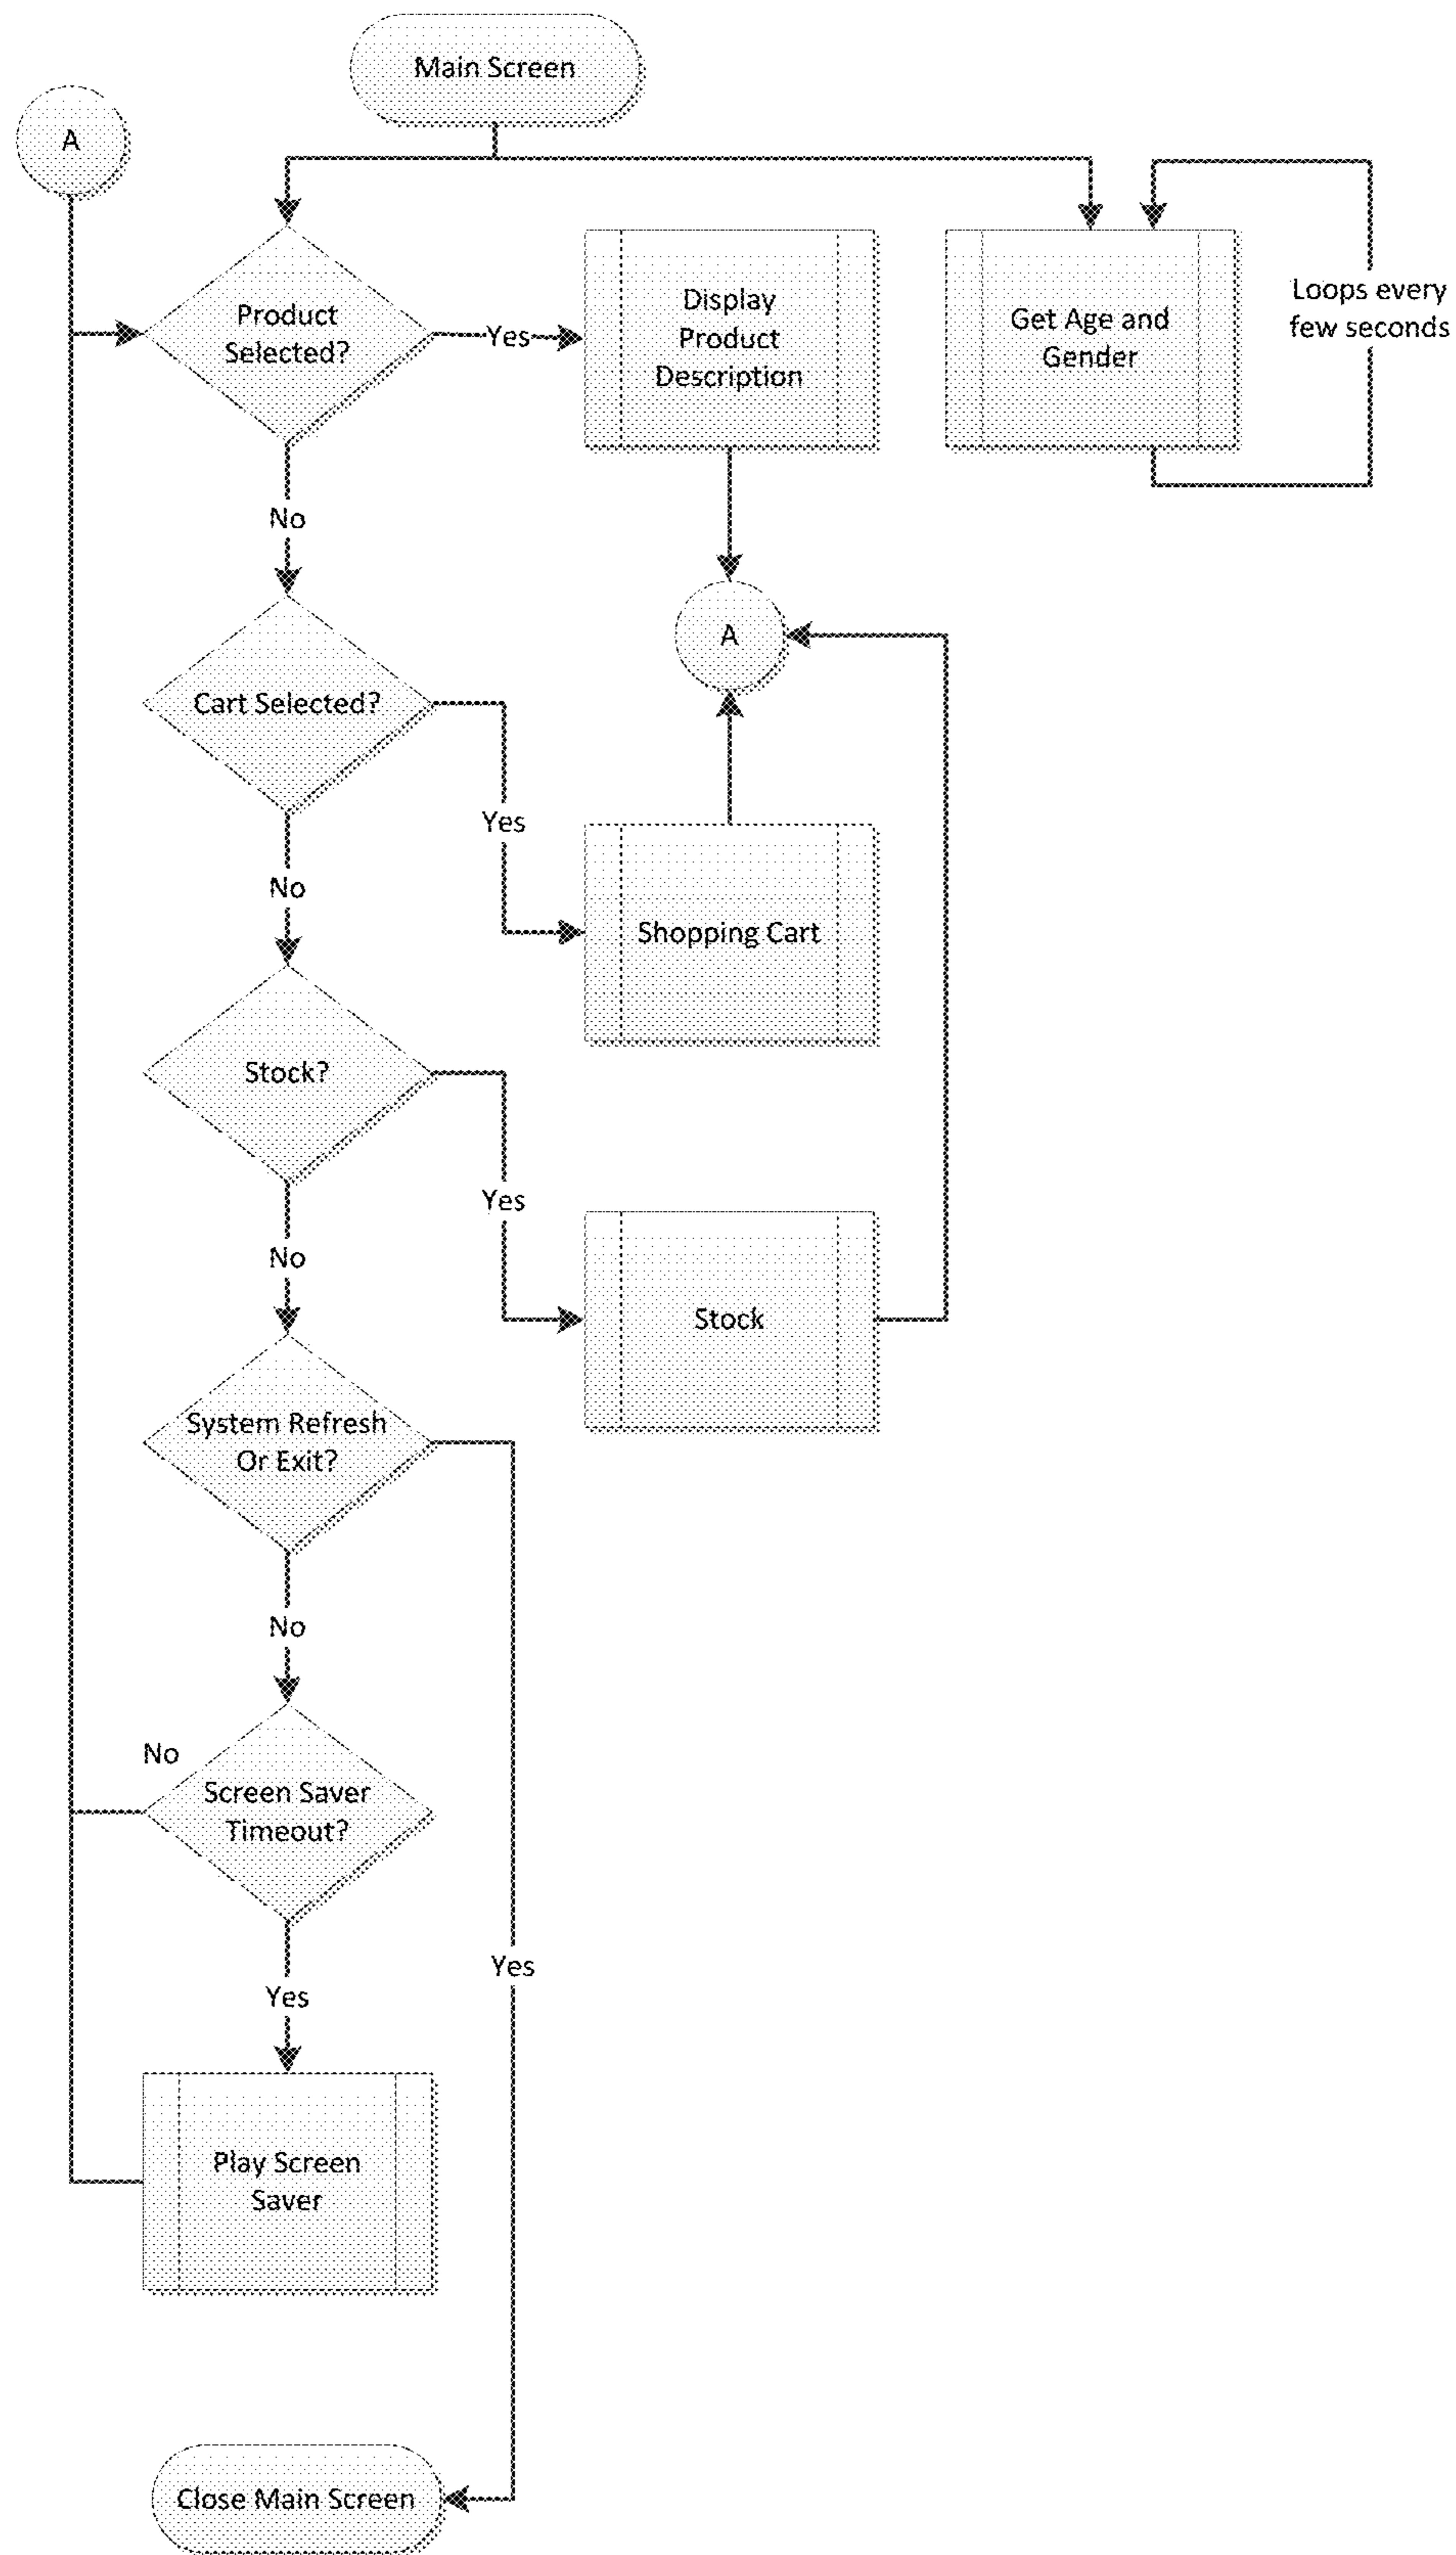 Main Screen
A
Product
Selected?
Yes
Display
Product
Description
Get Age and
Gender
Loops every
few seconds
No
A
Cart Selected?
Yes
No
Shopping Cart
Stock?
Yes
No
Stock
System Refresh
Or Exit?
No
No
Screen Saver
Timeout?
Yes
Yes
Play Screen
Saver
Close Main Screen